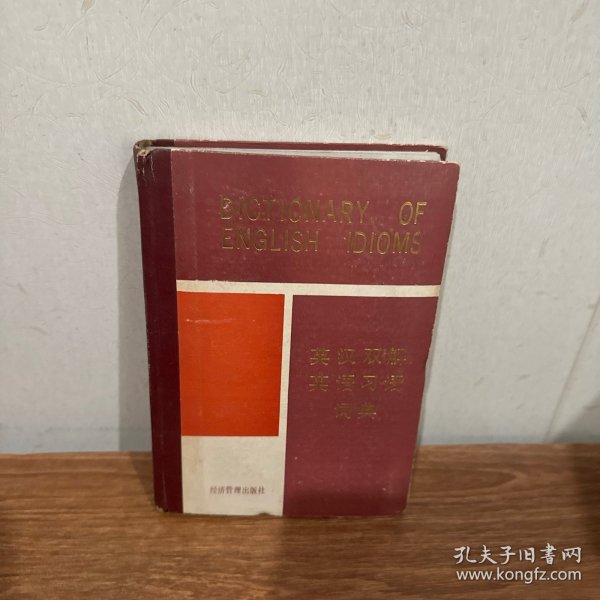 DICTIONARY OF
ENGLISH IDIOMS
英汉双解
英语习语
词典
经济管理出版社
孔夫子旧書网
www.kongfz.com